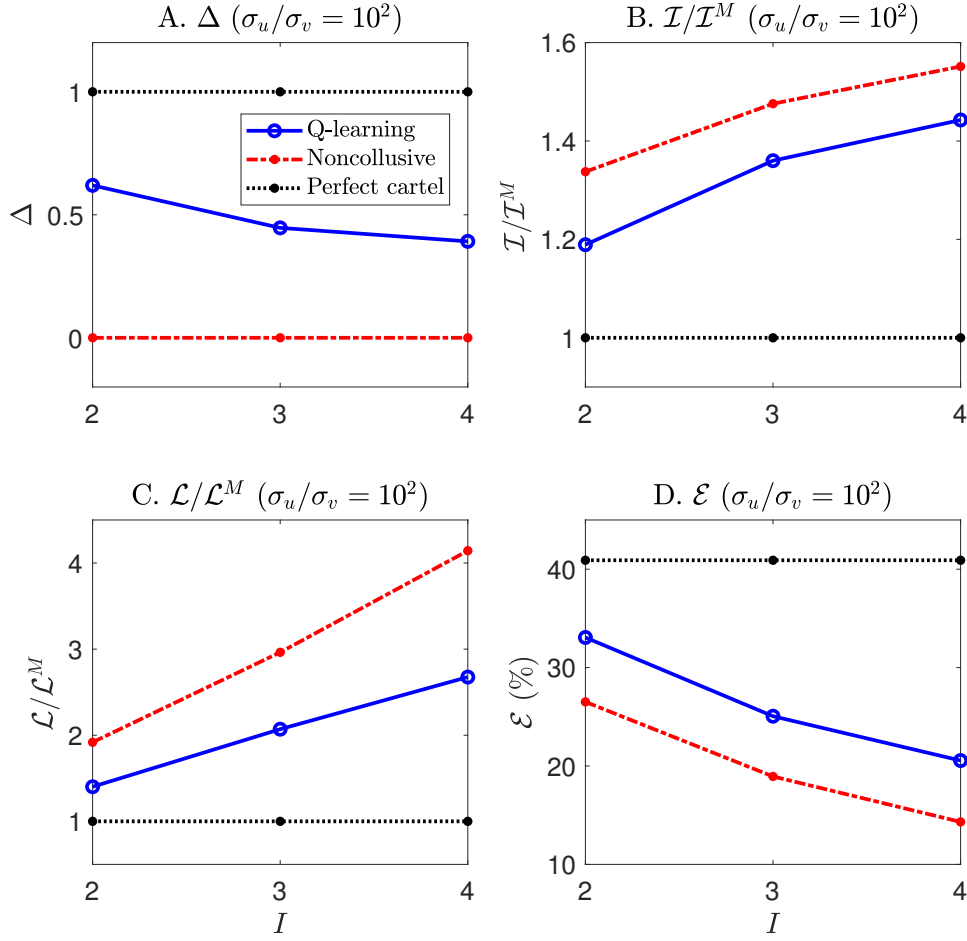 A. Δ (σ_u/σ_v = 10^2)
1
0.5
0
Δ
2 3 4
Q-learning
Noncollusive
Perfect cartel
B. ℐ/ℐ^M (σ_u/σ_v = 10^2)
1.6
1.4
1.2
1
ℐ/ℐ^M
2 3 4
C. ℒ/ℒ^M (σ_u/σ_v = 10^2)
4
3
2
1
ℒ/ℒ^M
2 3 4
I
D. ℰ (σ_u/σ_v = 10^2)
40
30
20
10
ℰ (%)
2 3 4
I